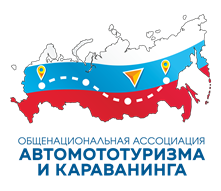 ОБЩЕНАЦИОНАЛЬНАЯ АССОЦИАЦИЯ
АВТОМОТОТУРИЗМА
И КАРАВАНИНГА